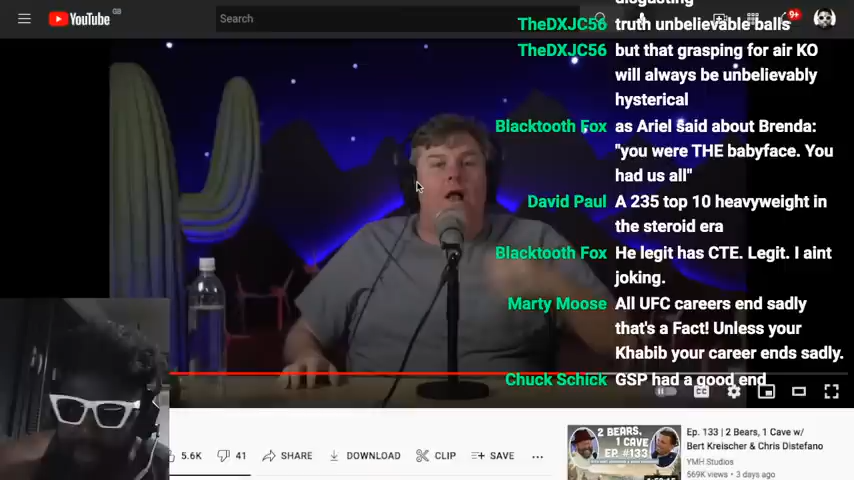 YouTube GB
Search
9+
disgusting
TheDXJC56 truth unbelievable balls
TheDXJC56 but that grasping for air KO
will always be unbelievably
hysterical
Blacktooth Fox as Ariel said about Brenda:
"you were THE babyface. You
had us all"
David Paul A 235 top 10 heavyweight in
the steroid era
Blacktooth Fox He legit has CTE. Legit. I aint
joking.
Marty Moose All UFC careers end sadly
that's a Fact! Unless your
Khabib your career ends sadly.
Chuck Schick GSP had a good end
5.6K 41 SHARE DOWNLOAD CLIP SAVE
2 BEARS,
1 CAVE
EP. #133
Ep. 133 | 2 Bears, 1 Cave w/
Bert Kreischer & Chris Distefano
YMH Studios
569K views • 3 days ago